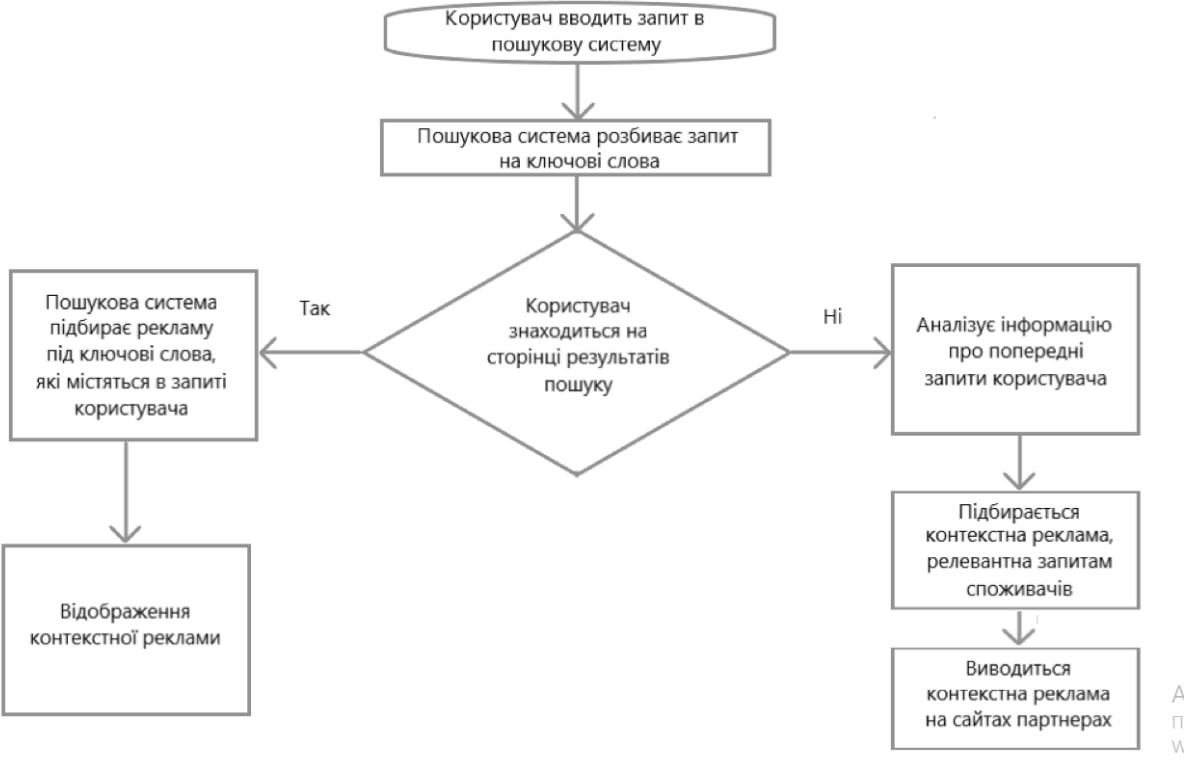 Користувач вводить запит в
пошукову систему
Пошукова система розбиває запит
на ключові слова
Користувач
знаходиться на
сторінці результатів
пошуку
Так
Ні
Пошукова система
підбирає рекламу
під ключові слова,
які містяться в запиті
користувача
Відображення
контекстної реклами
Аналізує інформацію
про попередні
запити користувача
Підбирається
контекстна реклама,
релевантна запитам
споживачів
Виводиться
контекстна реклама
на сайтах партнерах